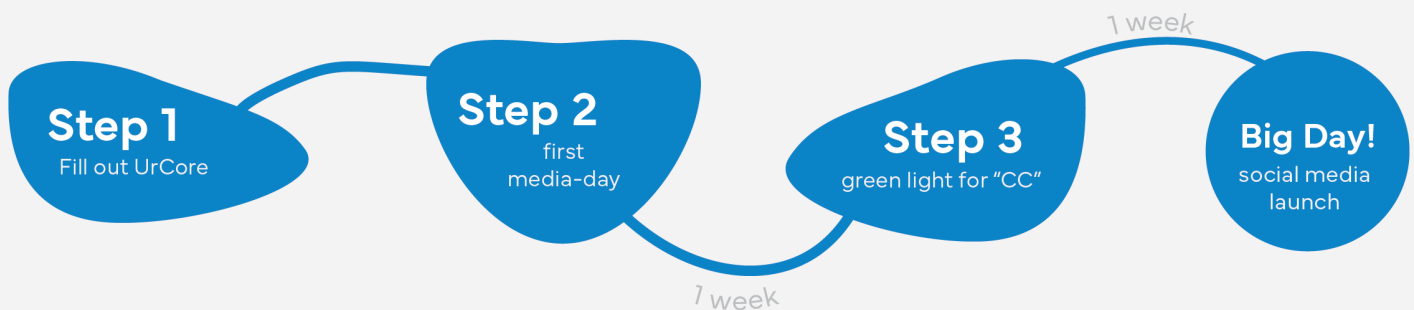 Step 1
Fill out UrCore
Step 2
first
media-day
1 week
Step 3
green light for “CC”
1 week
Big Day!
social media
launch